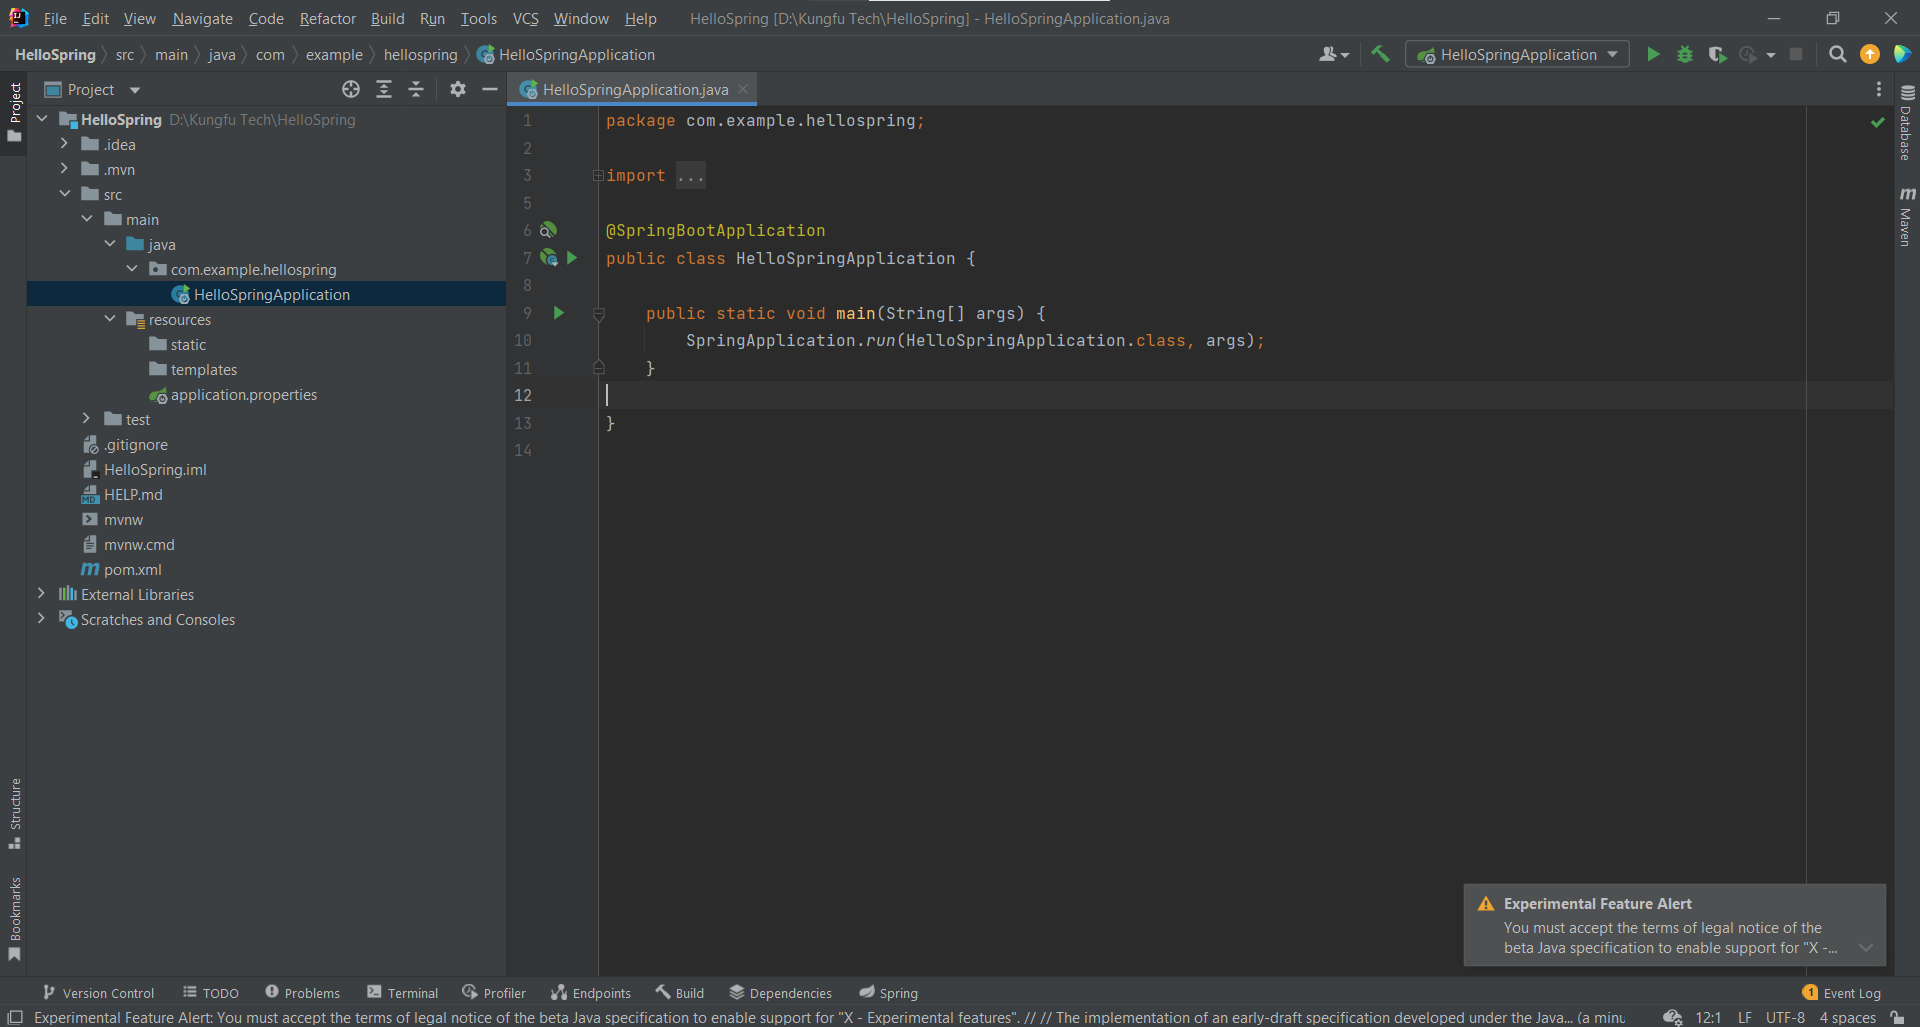 File Edit View Navigate Code Refactor Build Run Tools VCS Window Help HelloSpring [D:\Kungfu Tech\HelloSpring] - HelloSpringApplication.java
HelloSpring src main java com example hellospring HelloSpringApplication HelloSpringApplication
Project HelloSpringApplication.java
Project
HelloSpring D:\Kungfu Tech\HelloSpring
.idea
.mvn
src
main
java
com.example.hellospring
HelloSpringApplication
resources
static
templates
application.properties
test
.gitignore
HelloSpring.iml
HELP.md
mvnw
mvnw.cmd
pom.xml
External Libraries
Scratches and Consoles
Structure
Bookmarks
1 package com.example.hellospring;
2
3 import ...
5
6 @SpringBootApplication
7 public class HelloSpringApplication {
8
9 public static void main(String[] args) {
10 SpringApplication.run(HelloSpringApplication.class, args);
11 }
12
13 }
14
Database
Maven
Experimental Feature Alert
You must accept the terms of legal notice of the
beta Java specification to enable support for "X -...
Version Control TODO Problems Terminal Profiler Endpoints Build Dependencies Spring 1 Event Log
Experimental Feature Alert: You must accept the terms of legal notice of the beta Java specification to enable support for "X - Experimental features". // // The implementation of an early-draft specification developed under the Java... (a minu 12:1 LF UTF-8 4 spaces